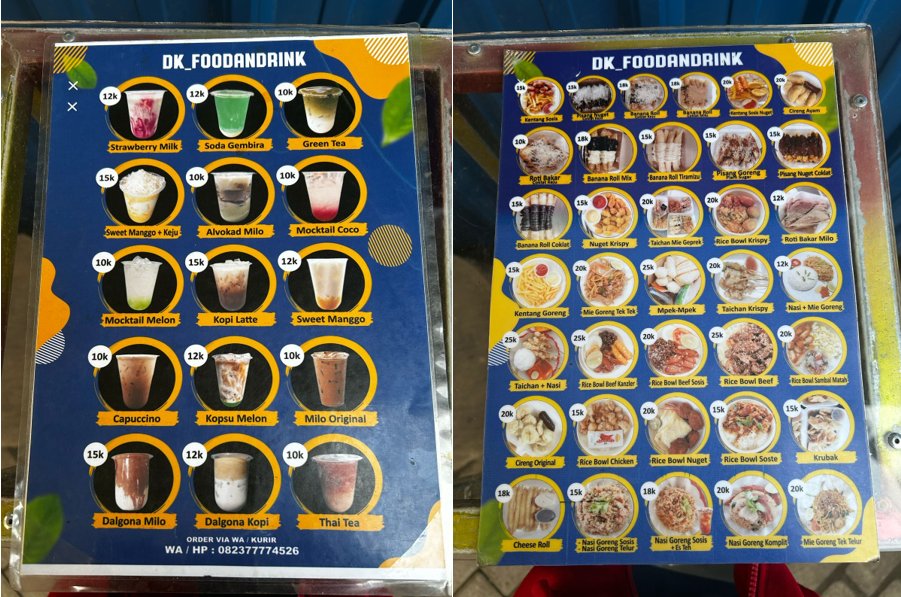 DK_FOODANDRINK
12k
12k
10k
Strawberry Milk
Soda Gembira
Green Tea
15k
10k
10k
Sweet Manggo + Keju
Alvokad Milo
Mocktail Coco
10k
15k
12k
Mocktail Melon
Kopi Latte
Sweet Manggo
10k
12k
10k
Capuccino
Kopsu Melon
Milo Original
15k
12k
10k
Dalgona Milo
Dalgona Kopi
Thai Tea
ORDER VIA WA / KURIR
WA / HP : 082377774526
DK_FOODANDRINK
15k
15k
18k
18k
20k
20k
Kentang Sosis
Pisang Nuget
Banana Roll
Banana Roll
Kentang Sosis Nuget
Cireng Ayam
10k
18k
15k
15k
15k
Roti Bakar
Banana Roll Mix
Banana Roll Tiramizu
Pisang Goreng
Pisang Nuget Coklat
15k
15k
20k
20k
12k
Banana Roll Coklat
Nuget Krispy
Taichan Mie Geprek
Rice Bowl Krispy
Roti Bakar Milo
15k
20k
25k
20k
12k
Kentang Goreng
Mie Goreng Tek Tek
Mpek-Mpek
Taichan Krispy
Nasi + Mie Goreng
25k
25k
20k
25k
20k
Taichan + Nasi
Rice Bowl Beef Kanzler
Rice Bowl Beef Sosis
Rice Bowl Beef
Rice Bowl Sambal Matah
20k
15k
20k
15k
15k
Cireng Original
Rice Bowl Chicken
Rice Bowl Nuget
Rice Bowl Soste
Krubak
18k
15k
18k
20k
20k
Cheese Roll
- Nasi Goreng Sosis
- Nasi Goreng Telur
Nasi Goreng Sosis
+ Es Teh
Nasi Goreng Komplit
Mie Goreng Tek Telur